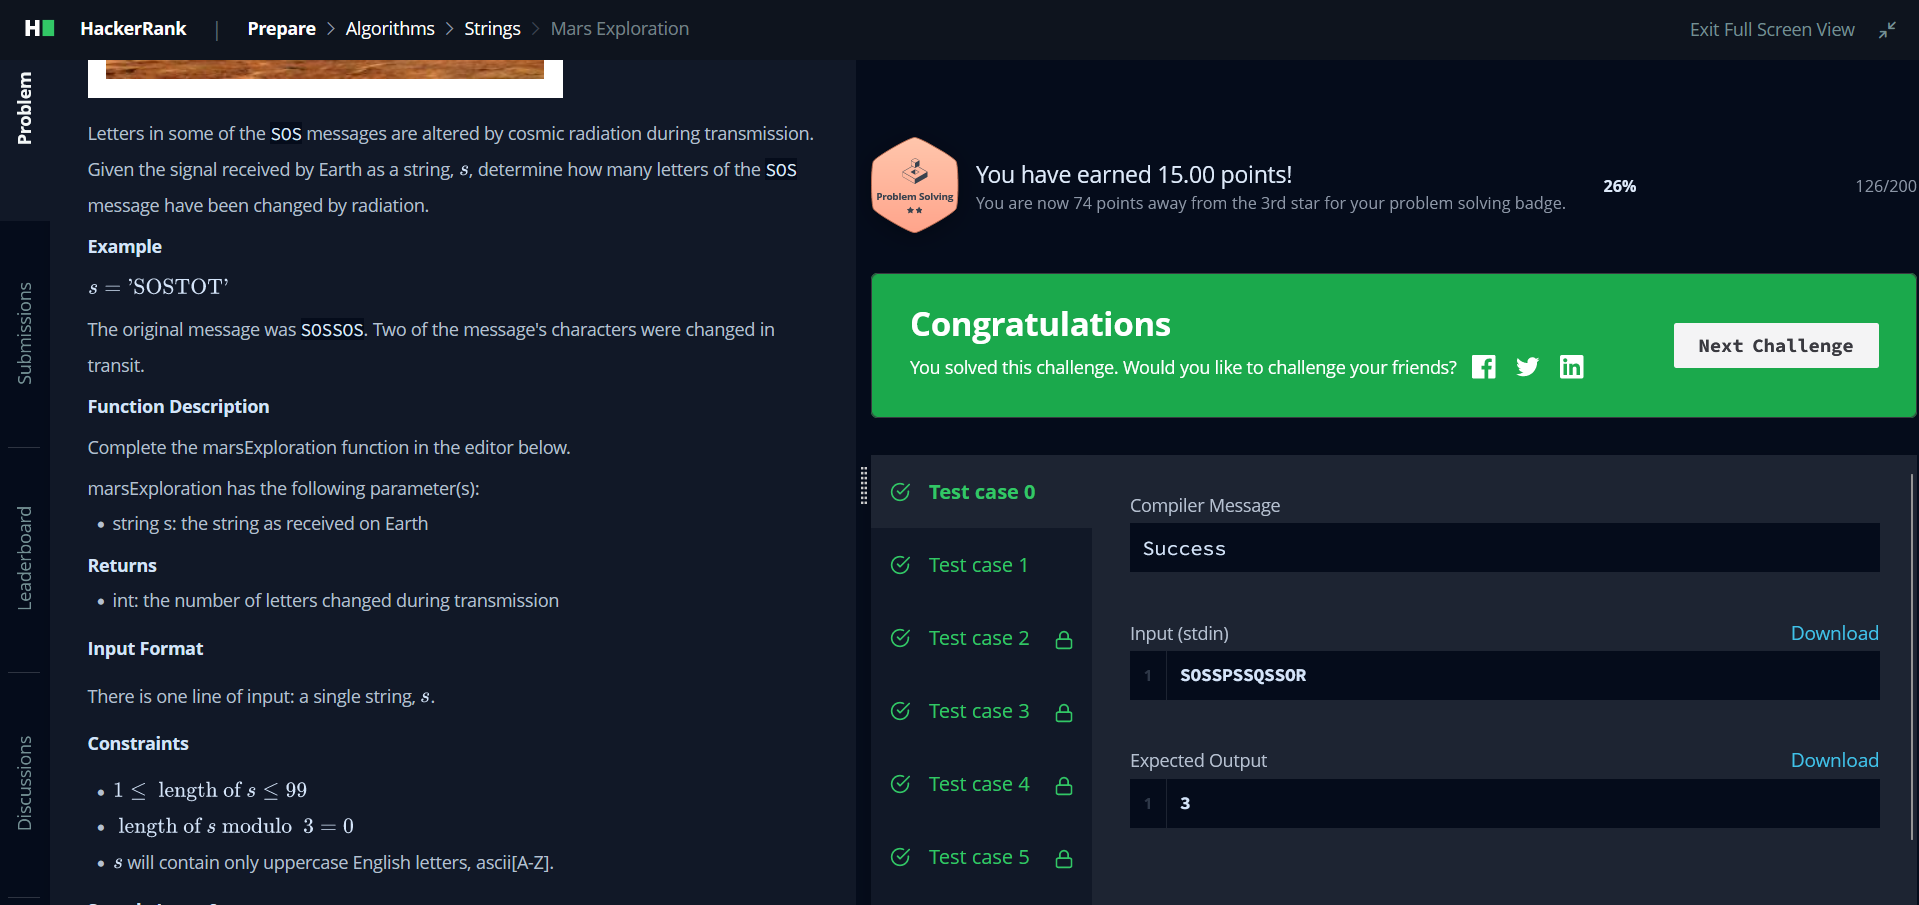 HackerRank | Prepare > Algorithms > Strings > Mars Exploration
Exit Full Screen View
Problem
Submissions
Leaderboard
Discussions
Letters in some of the SOS messages are altered by cosmic radiation during transmission.
Given the signal received by Earth as a string, s, determine how many letters of the SOS
message have been changed by radiation.
Example
s = 'SOSTOT'
The original message was SOSSOS. Two of the message's characters were changed in
transit.
Function Description
Complete the marsExploration function in the editor below.
marsExploration has the following parameter(s):
• string s: the string as received on Earth
Returns
• int: the number of letters changed during transmission
Input Format
There is one line of input: a single string, s.
Constraints
• 1 ≤ length of s ≤ 99
• length of s modulo 3 = 0
• s will contain only uppercase English letters, ascii[A-Z].
Problem Solving
You have earned 15.00 points!
You are now 74 points away from the 3rd star for your problem solving badge.
26%
126/200
Congratulations
You solved this challenge. Would you like to challenge your friends?
Next Challenge
Test case 0
Test case 1
Test case 2
Test case 3
Test case 4
Test case 5
Compiler Message
Success
Input (stdin)
Download
1 SOSSPSSQSSOR
Expected Output
Download
1 3